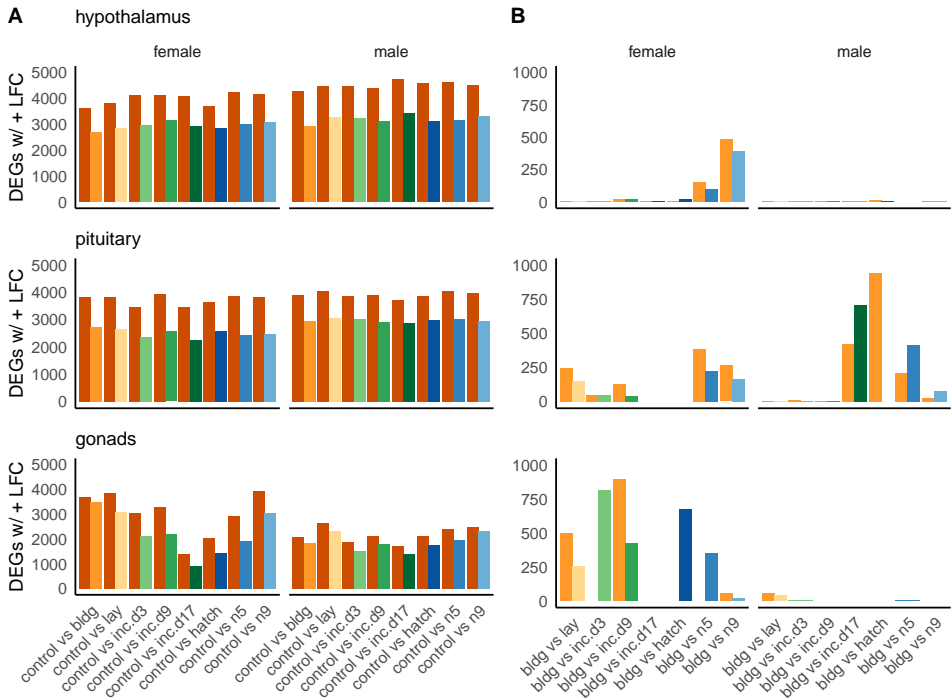 A
hypothalamus
B
female
male
female
male
DEGs w/ + LFC
5000
4000
3000
2000
1000
0
1000
750
500
250
0
pituitary
DEGs w/ + LFC
5000
4000
3000
2000
1000
0
1000
750
500
250
0
gonads
DEGs w/ + LFC
5000
4000
3000
2000
1000
0
1000
750
500
250
0
control vs bldg
control vs lay
control vs inc.d3
control vs inc.d9
control vs inc.d17
control vs hatch
control vs n5
control vs n9
control vs bldg
control vs lay
control vs inc.d3
control vs inc.d9
control vs inc.d17
control vs hatch
control vs n5
control vs n9
bldg vs lay
bldg vs inc.d3
bldg vs inc.d9
bldg vs inc.d17
bldg vs hatch
bldg vs n5
bldg vs n9
bldg vs lay
bldg vs inc.d3
bldg vs inc.d9
bldg vs inc.d17
bldg vs hatch
bldg vs n5
bldg vs n9